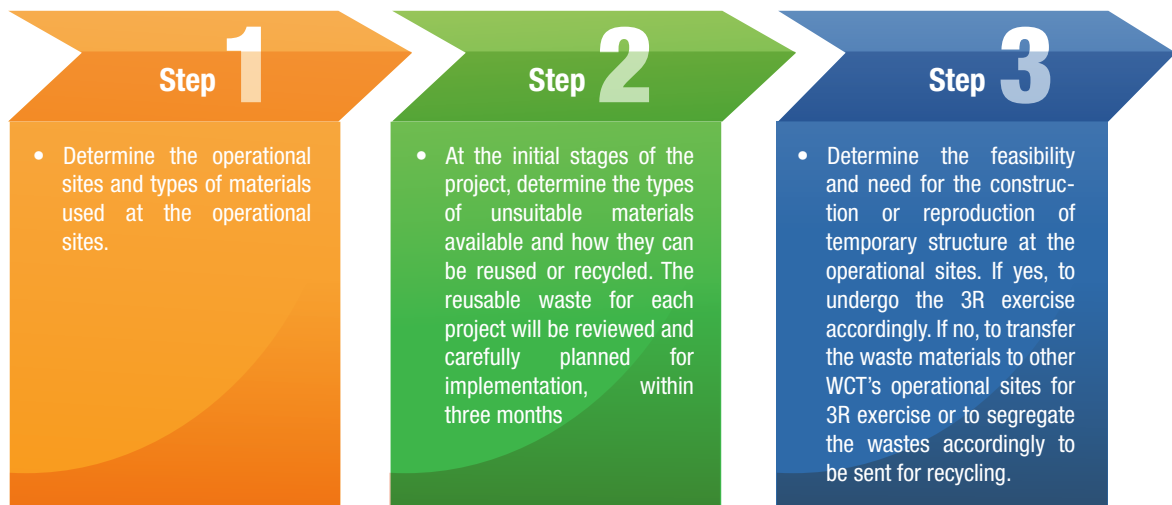 Step 1
• Determine the operational
sites and types of materials
used at the operational
sites.
Step 2
• At the initial stages of the
project, determine the types
of unsuitable materials
available and how they can
be reused or recycled. The
reusable waste for each
project will be reviewed and
carefully planned for
implementation, within
three months
Step 3
• Determine the feasibility
and need for the construc-
tion or reproduction of
temporary structure at the
operational sites. If yes, to
undergo the 3R exercise
accordingly. If no, to transfer
the waste materials to other
WCT's operational sites for
3R exercise or to segregate
the wastes accordingly to
be sent for recycling.